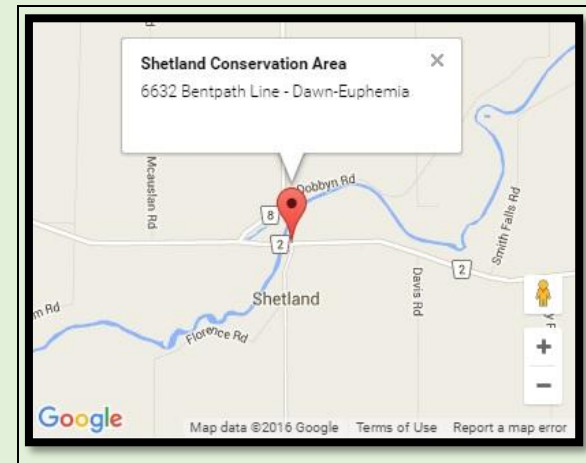 Shetland Conservation Area
6632 Bentpath Line - Dawn-Euphemia
Mcauslan Rd
Dobbyn Rd
8
2
Smith Falls Rd
2
Davis Rd
Shetland
Florence Rd
Rd
Google
Map data ©2016 Google Terms of Use Report a map error